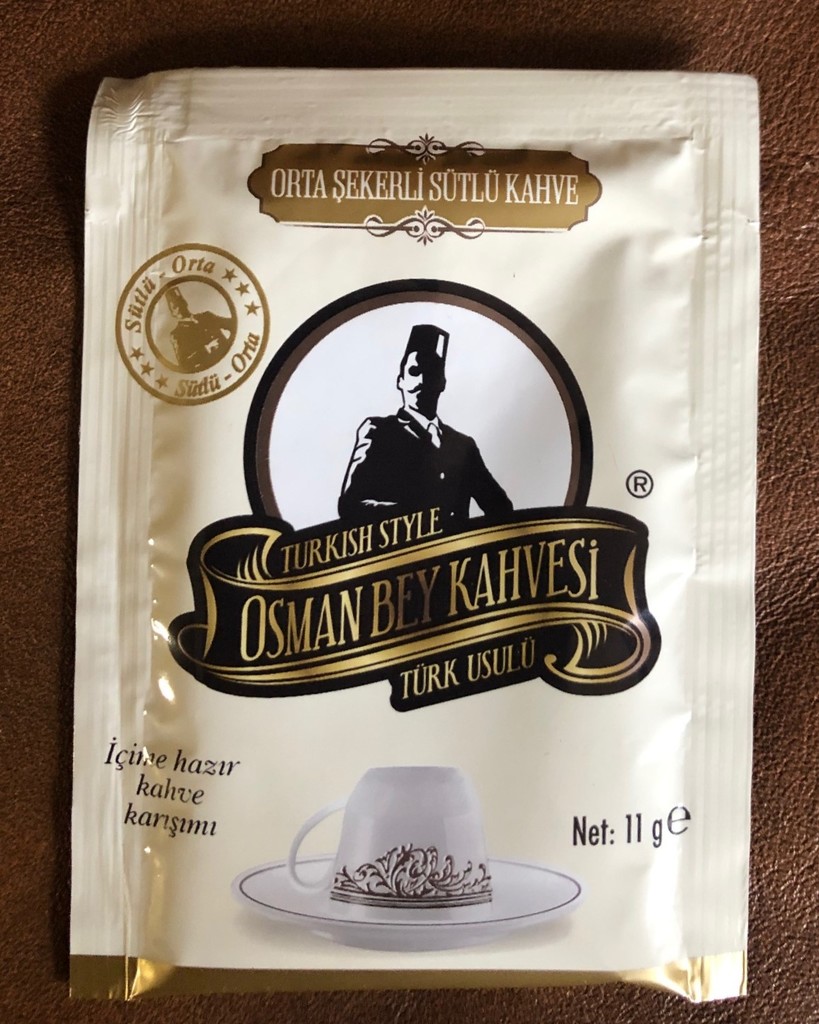 ORTA ŞEKERLİ SÜTLÜ KAHVE
Sütlü - Orta
Sütlü - Orta
®
TURKISH STYLE
OSMAN BEY KAHVESİ
TÜRK USULÜ
İçime hazır
kahve
karışımı
Net: 11 g ℮